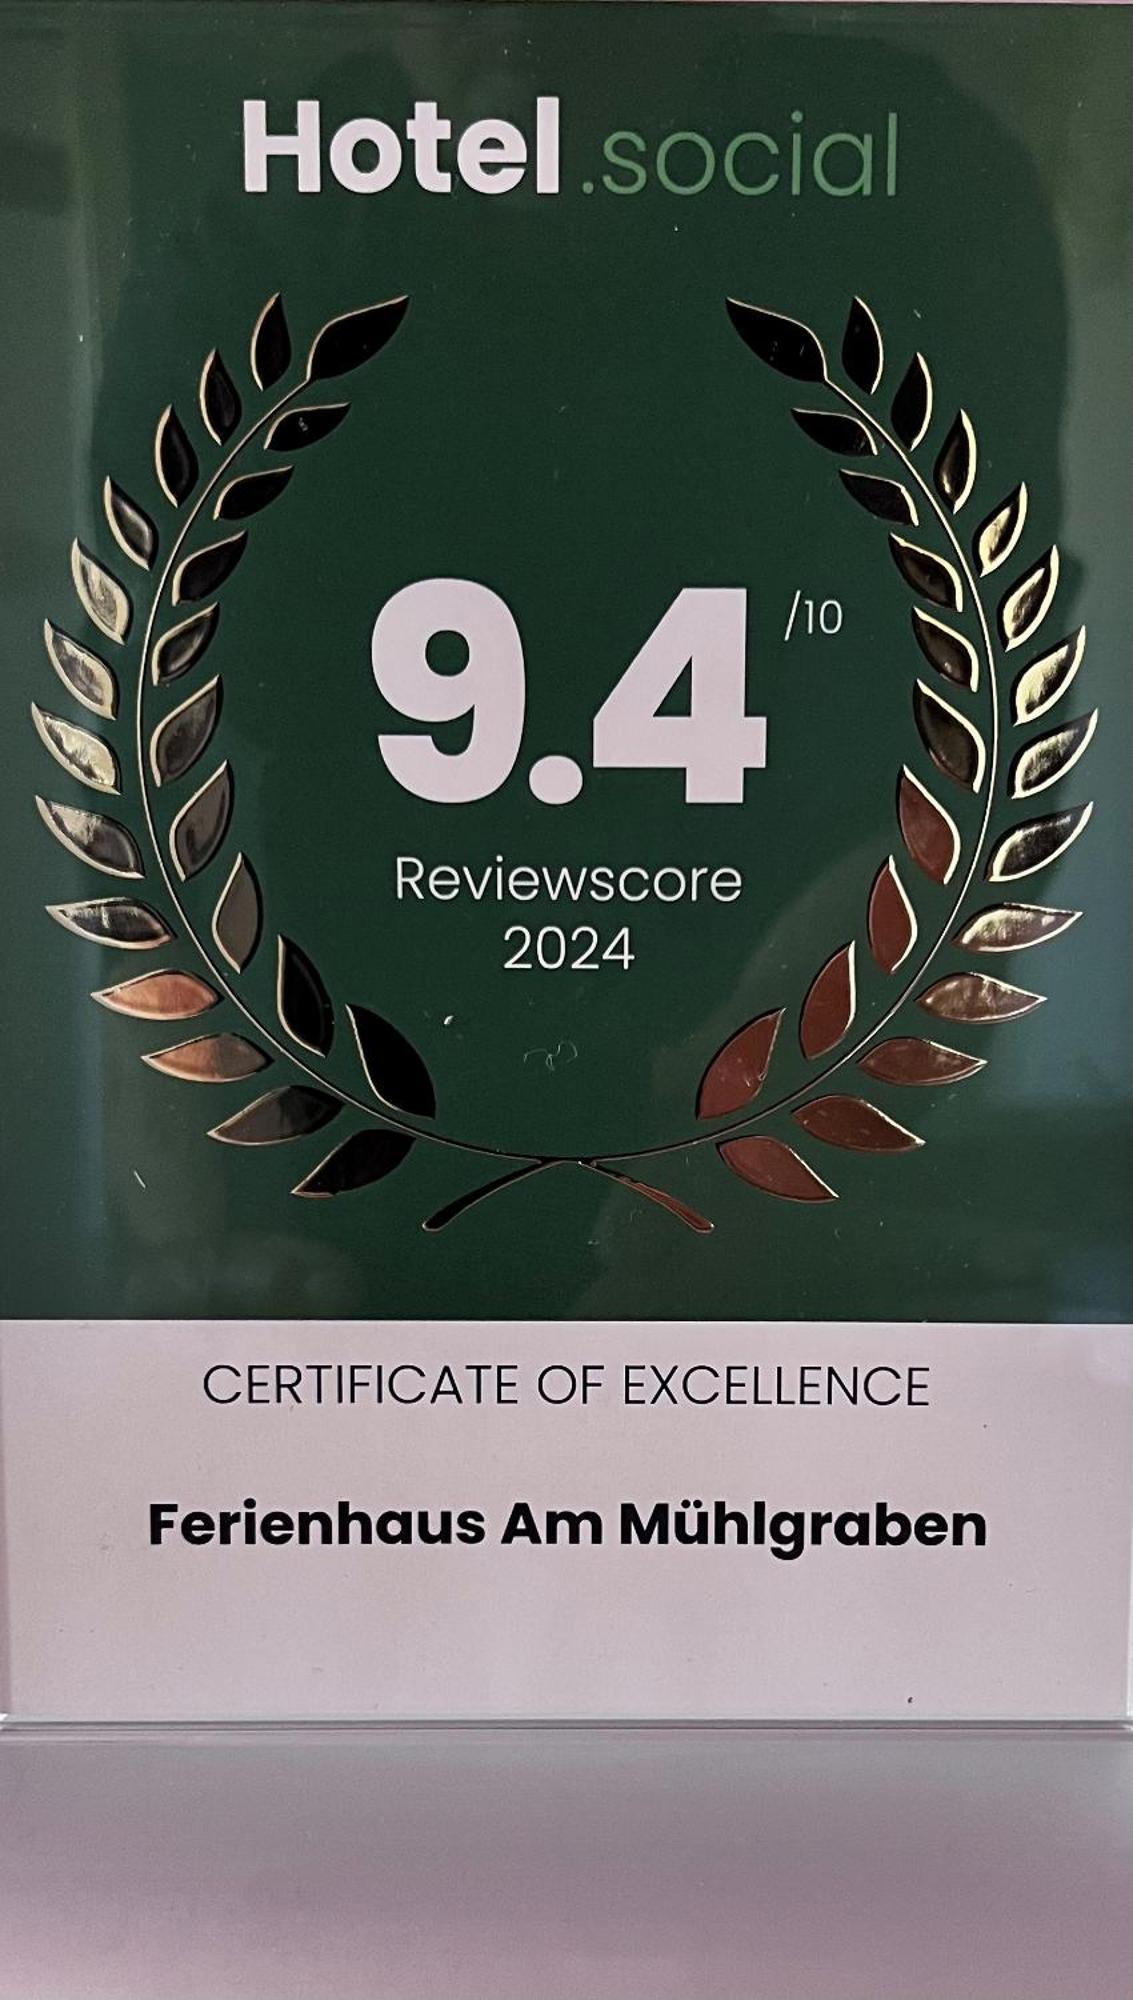 Hotel.social
9.4/10
Reviewscore
2024
CERTIFICATE OF EXCELLENCE
Ferienhaus Am Mühlgraben